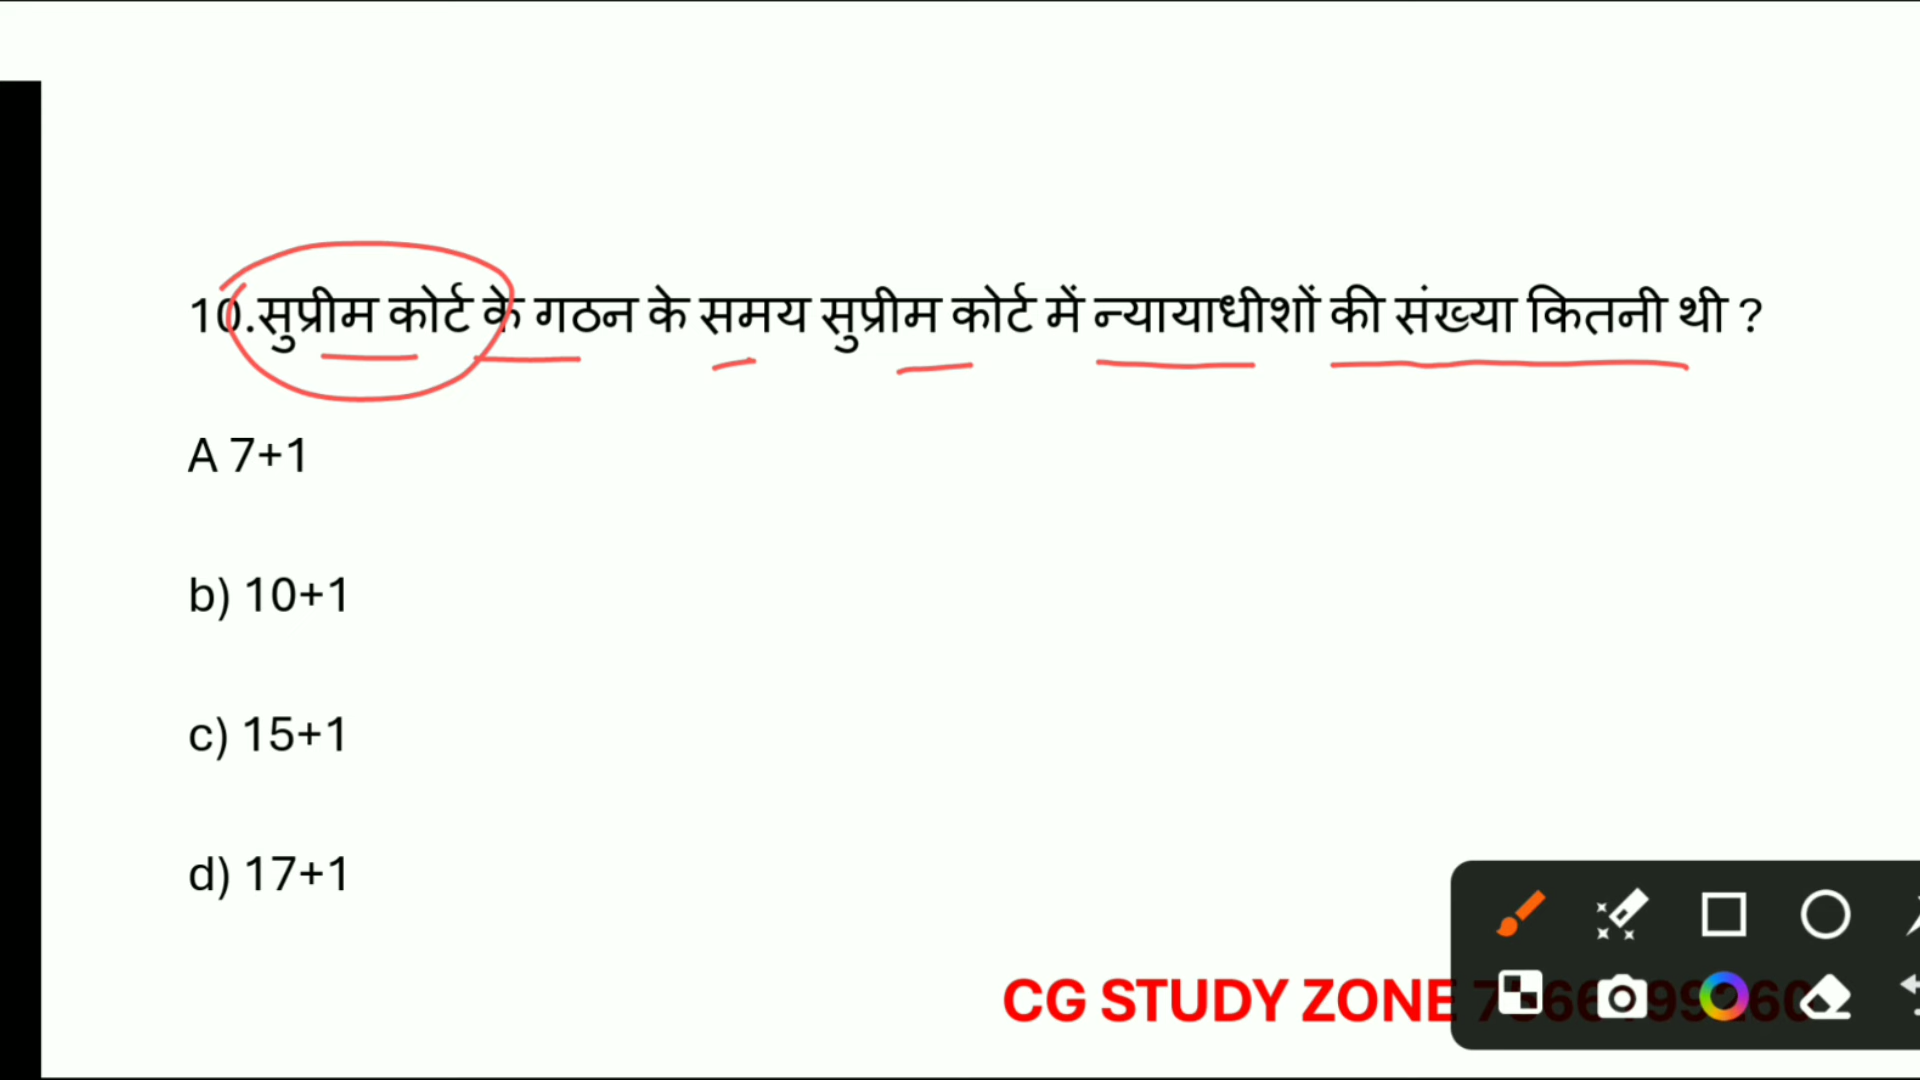 10.सुप्रीम कोर्ट के गठन के समय सुप्रीम कोर्ट में न्यायाधीशों की संख्या कितनी थी ?
A 7+1
b) 10+1
c) 15+1
d) 17+1
CG STUDY ZONE